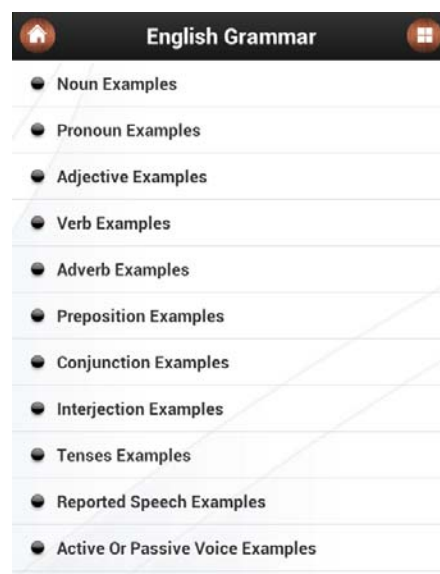 English Grammar
Noun Examples
Pronoun Examples
Adjective Examples
Verb Examples
Adverb Examples
Preposition Examples
Conjunction Examples
Interjection Examples
Tenses Examples
Reported Speech Examples
Active Or Passive Voice Examples